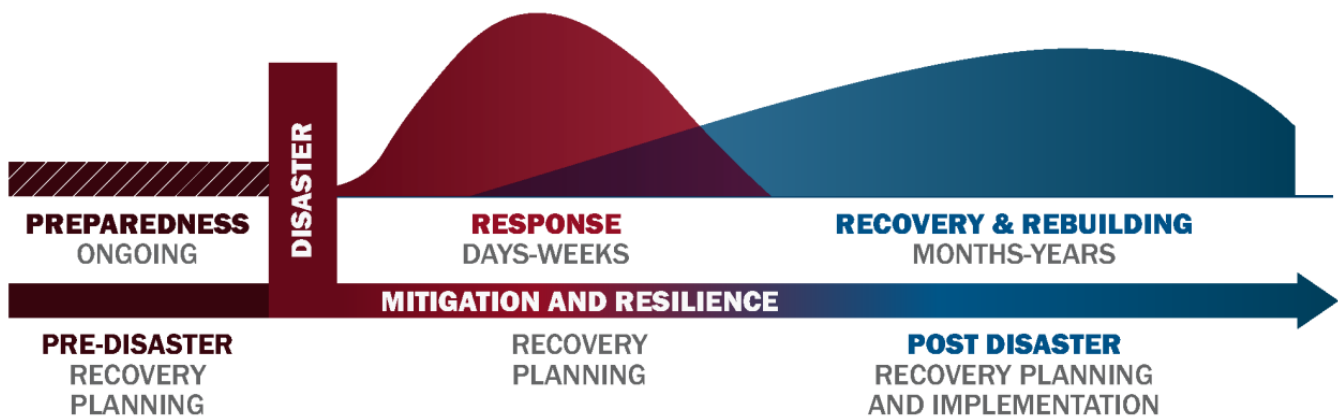 DISASTER
PREPAREDNESS
ONGOING
RESPONSE
DAYS-WEEKS
RECOVERY & REBUILDING
MONTHS-YEARS
MITIGATION AND RESILIENCE
PRE-DISASTER
RECOVERY
PLANNING
RECOVERY
PLANNING
POST DISASTER
RECOVERY PLANNING
AND IMPLEMENTATION